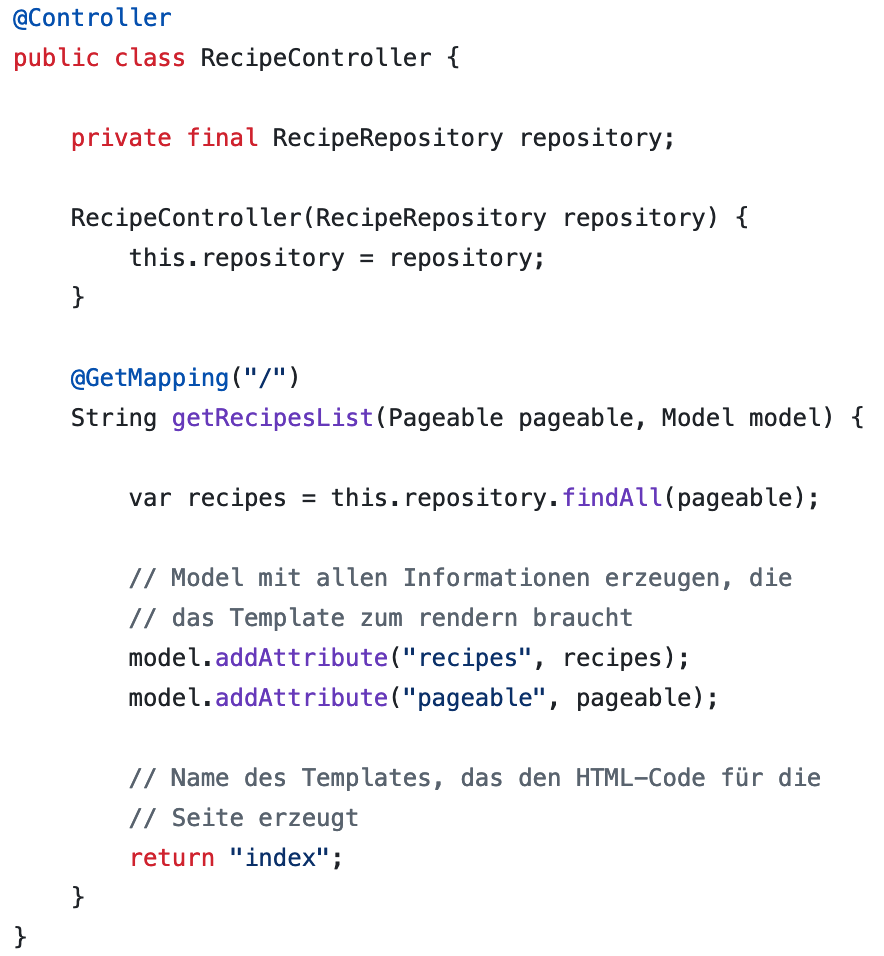 @Controller
public class RecipeController {
private final RecipeRepository repository;
RecipeController(RecipeRepository repository) {
this.repository = repository;
}
@GetMapping("/")
String getRecipesList(Pageable pageable, Model model) {
var recipes = this.repository.findAll(pageable);
// Model mit allen Informationen erzeugen, die
// das Template zum rendern braucht
model.addAttribute("recipes", recipes);
model.addAttribute("pageable", pageable);
// Name des Templates, das den HTML-Code für die
// Seite erzeugt
return "index";
}
}